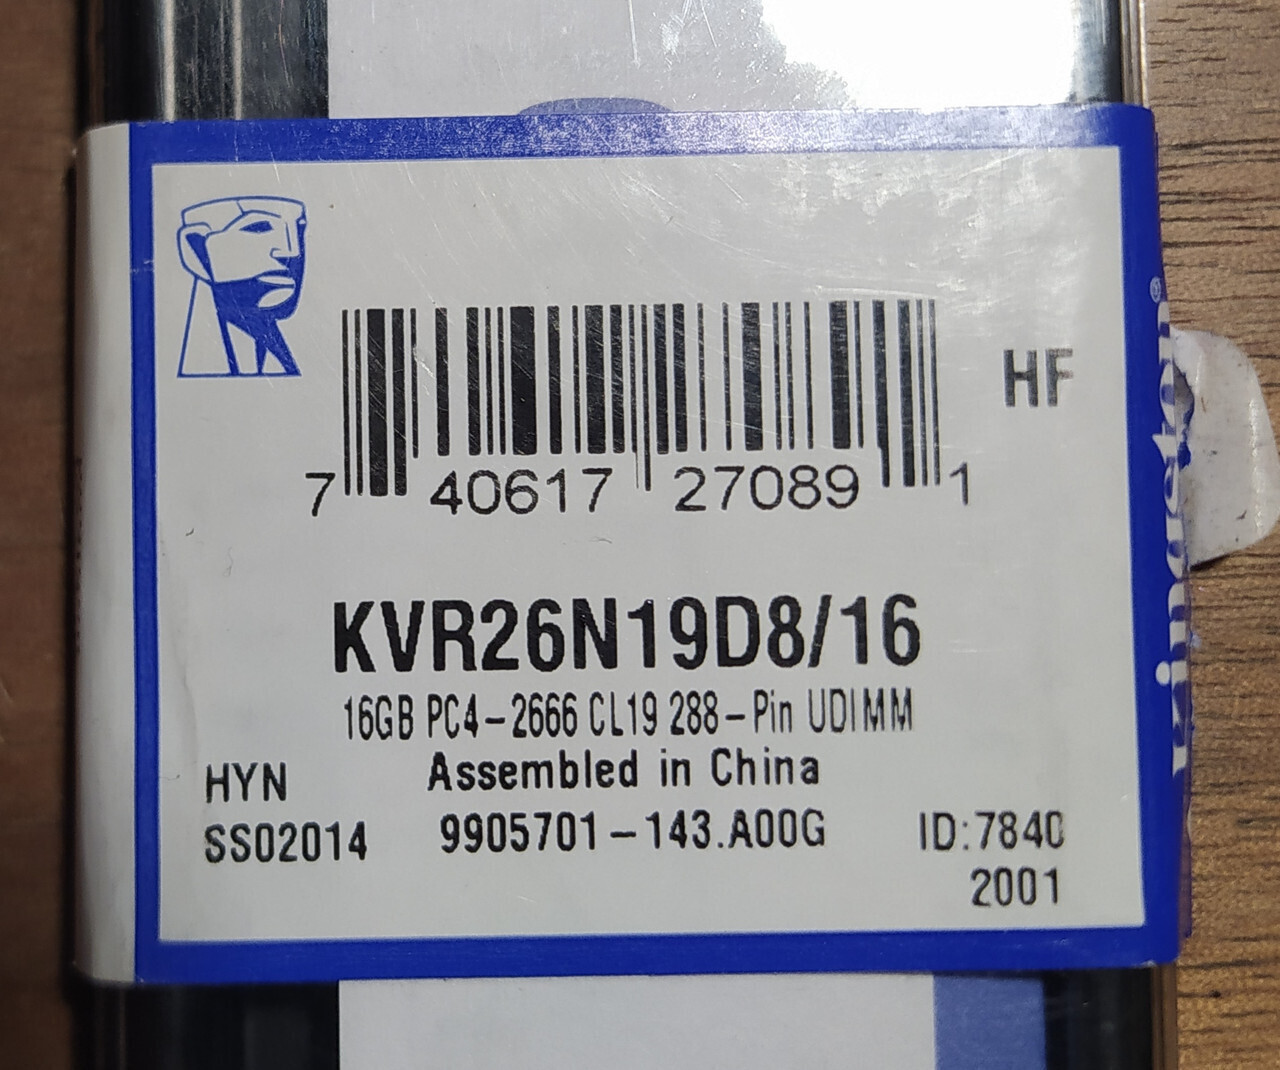 HF
7 40617 27089 1
KVR26N19D8/16
16GB PC4-2666 CL19 288-Pin UDIMM
HYN Assembled in China
SS02014 9905701-143.A00G ID:7840
2001
Kingston